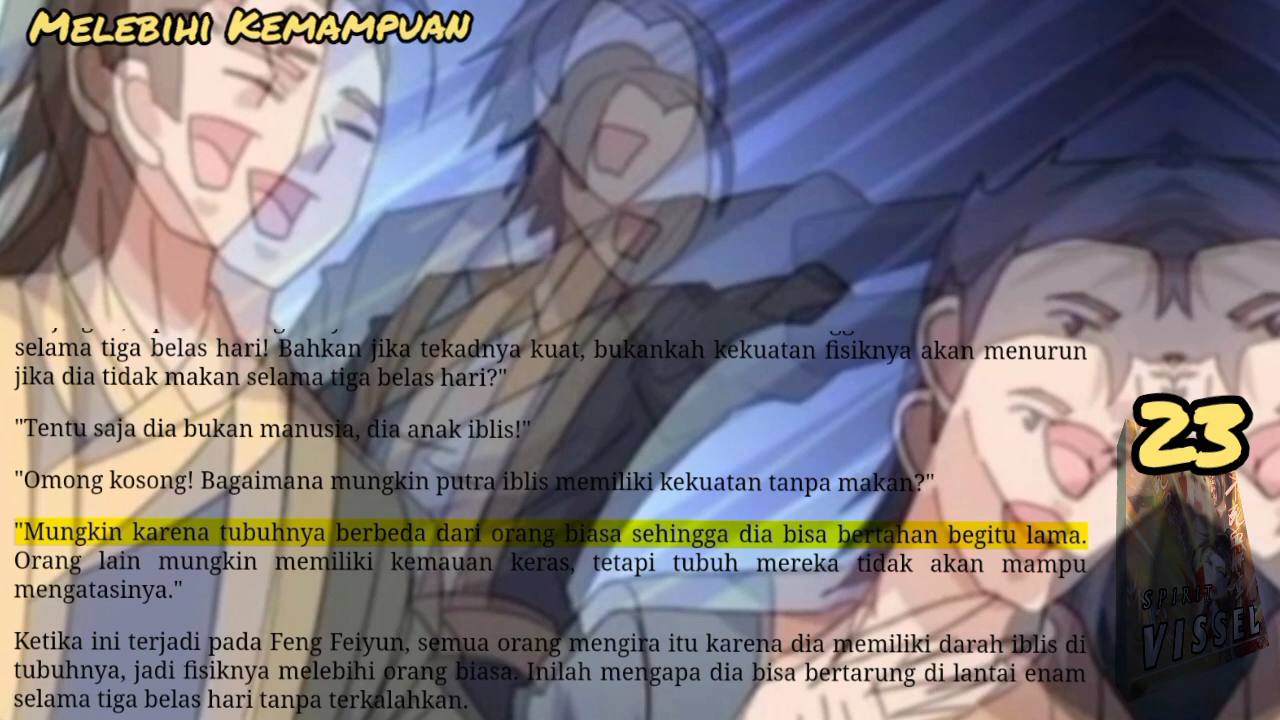 Melebihi Kemampuan
selama tiga belas hari! Bahkan jika tekadnya kuat, bukankah kekuatan fisiknya akan menurun
jika dia tidak makan selama tiga belas hari?"
"Tentu saja dia bukan manusia, dia anak iblis!"
"Omong kosong! Bagaimana mungkin putra iblis memiliki kekuatan tanpa makan?"
"Mungkin karena tubuhnya berbeda dari orang biasa sehingga dia bisa bertahan begitu lama.
Orang lain mungkin memiliki kemauan keras, tetapi tubuh mereka tidak akan mampu
mengatasinya."
Ketika ini terjadi pada Feng Feiyun, semua orang mengira itu karena dia memiliki darah iblis di
tubuhnya, jadi fisiknya melebihi orang biasa. Inilah mengapa dia bisa bertarung di lantai enam
selama tiga belas hari tanpa terkalahkan.
23
SPIRIT
VISSEL